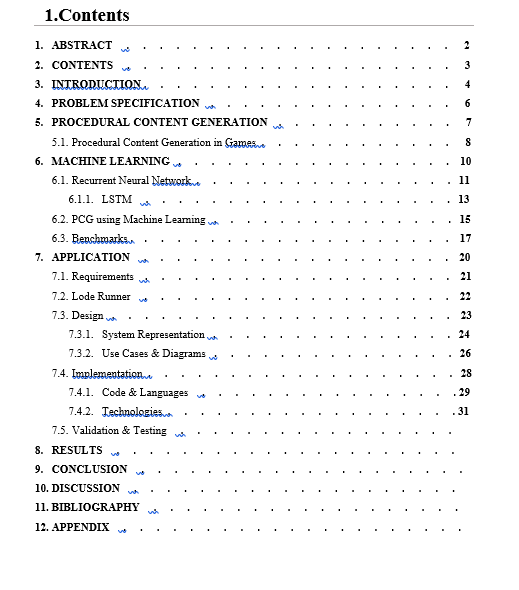 1.Contents
1. ABSTRACT . . . . . . . . . . . . . . . . . . 2
2. CONTENTS . . . . . . . . . . . . . . . . . . 3
3. INTRODUCTION. . . . . . . . . . . . . . . . . 4
4. PROBLEM SPECIFICATION . . . . . . . . . . . . . 6
5. PROCEDURAL CONTENT GENERATION . . . . . . . . . . 7
5.1. Procedural Content Generation in Games. . . . . . . . . . . 8
6. MACHINE LEARNING . . . . . . . . . . . . . . . 10
6.1. Recurrent Neural Network. . . . . . . . . . . . . . 11
6.1.1. LSTM . . . . . . . . . . . . . . . . . 13
6.2. PCG using Machine Learning . . . . . . . . . . . . . 15
6.3. Benchmarks. . . . . . . . . . . . . . . . . . 17
7. APPLICATION . . . . . . . . . . . . . . . . . 20
7.1. Requirements . . . . . . . . . . . . . . . . . 21
7.2. Lode Runner . . . . . . . . . . . . . . . . . 22
7.3. Design . . . . . . . . . . . . . . . . . . . 23
7.3.1. System Representation . . . . . . . . . . . . . 24
7.3.2. Use Cases & Diagrams . . . . . . . . . . . . . 26
7.4. Implementation. . . . . . . . . . . . . . . . . 28
7.4.1. Code & Languages . . . . . . . . . . . . . . 29
7.4.2. Technologies. . . . . . . . . . . . . . . . 31
7.5. Validation & Testing . . . . . . . . . . . . . .
8. RESULTS . . . . . . . . . . . . . . . . . .
9. CONCLUSION . . . . . . . . . . . . . . . . .
10. DISCUSSION . . . . . . . . . . . . . . . . .
11. BIBLIOGRAPHY . . . . . . . . . . . . . . . .
12. APPENDIX . . . . . . . . . . . . . . . . . .